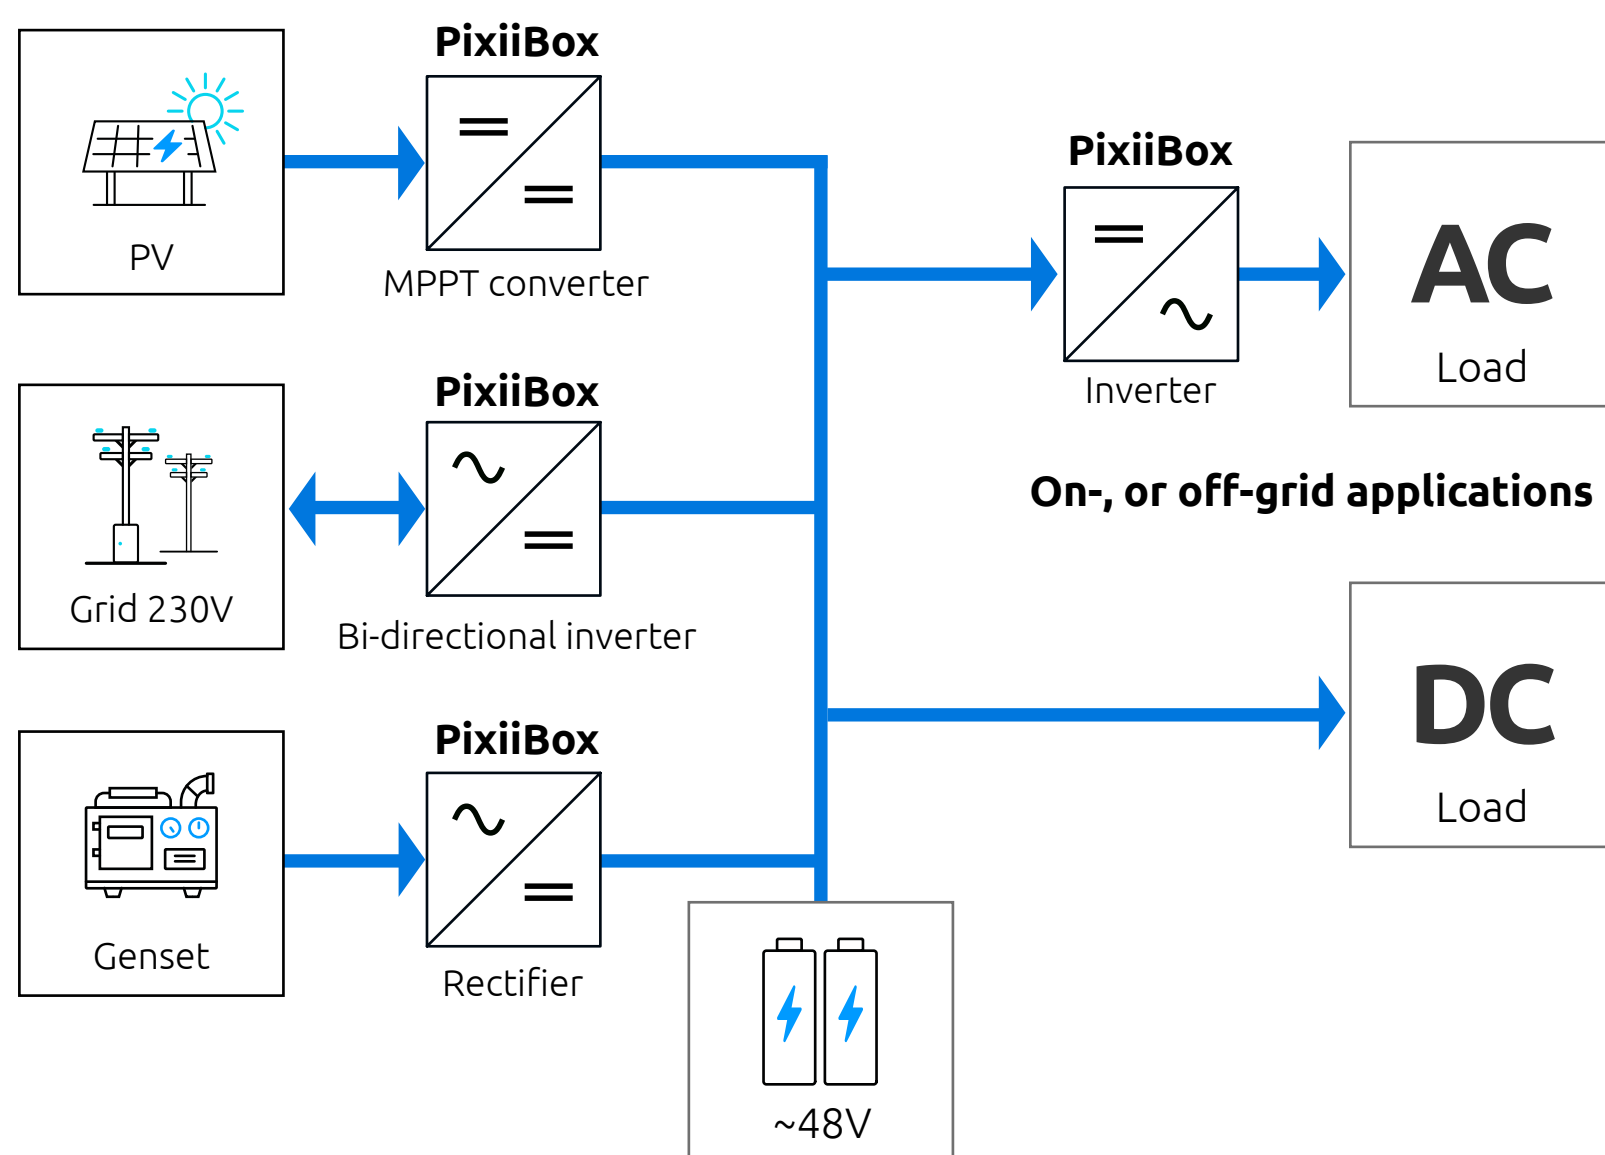 PixiiBox
PV
MPPT converter
PixiiBox
Inverter
AC
Load
PixiiBox
Grid 230V
Bi-directional inverter
On-, or off-grid applications
DC
Load
PixiiBox
Genset
Rectifier
~48V